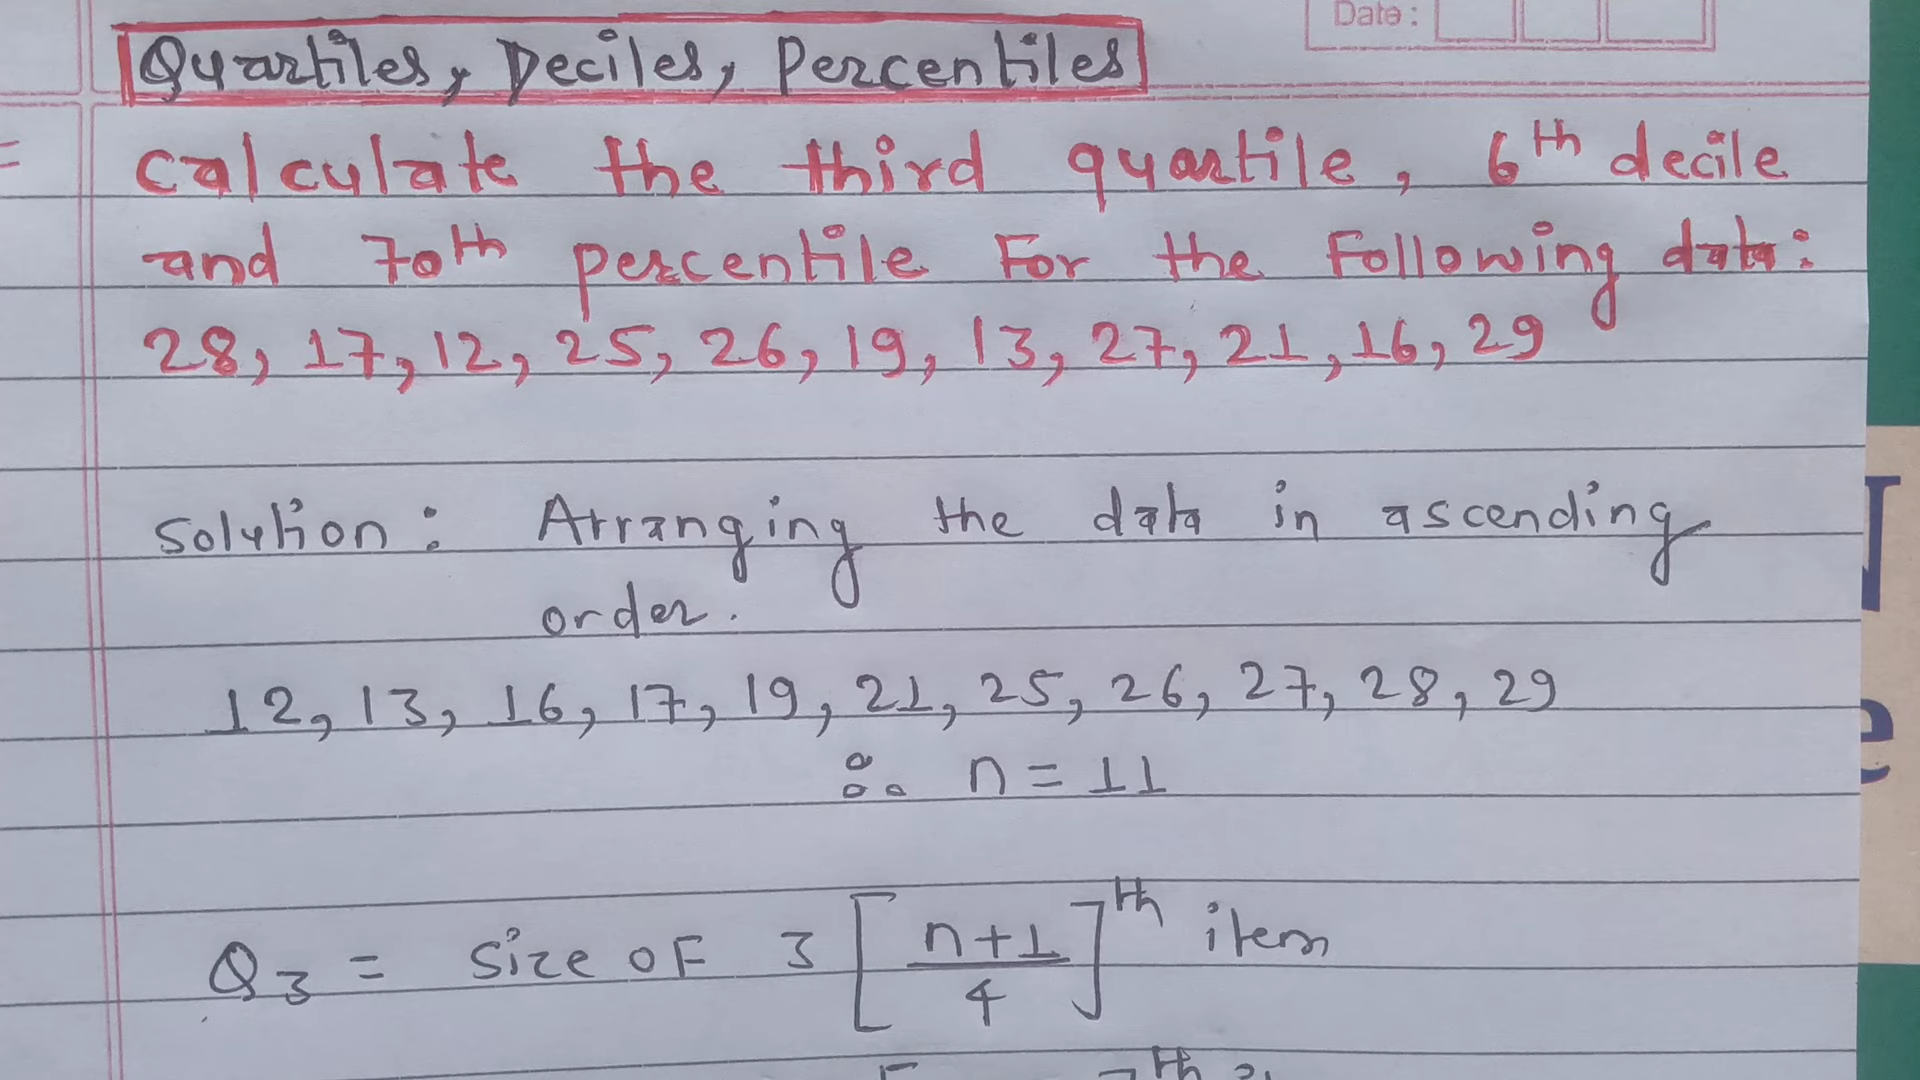 Date :
Quartiles, Deciles, Percentiles
Calculate the third quartile, 6th decile
and 70th percentile For the Following data:
28, 17, 12, 25, 26, 19, 13, 27, 21, 16, 29
Solution: Arranging the data in ascending
order.
12, 13, 16, 17, 19, 21, 25, 26, 27, 28, 29
∴ n = 11
Q3 = Size OF 3 [n+1/4]th item